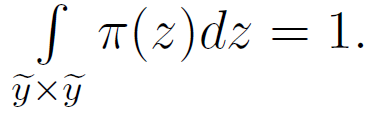 ∫ π(z)dz = 1.
ỹ×ỹ